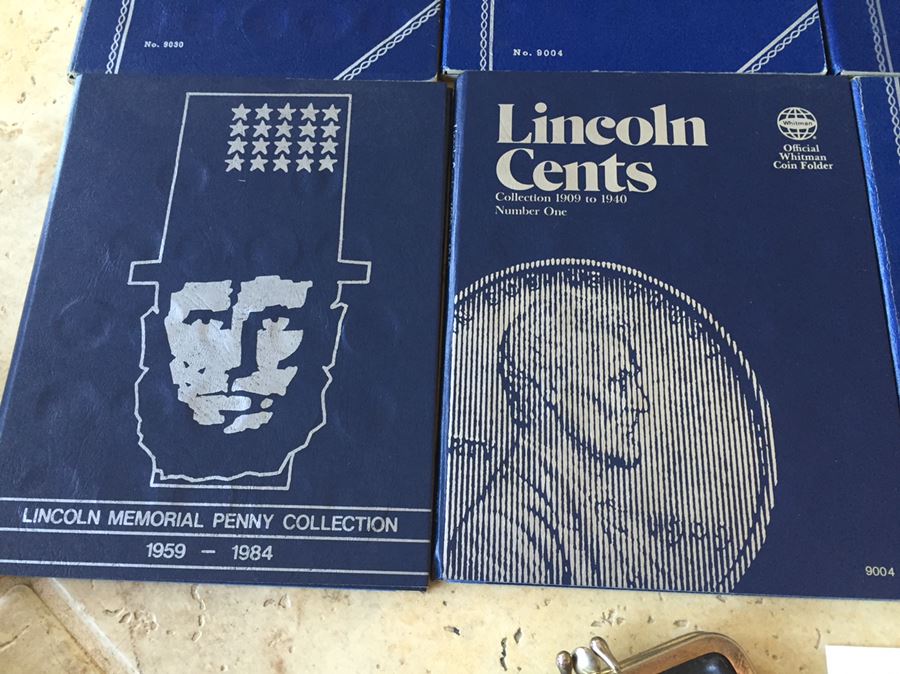 No. 9030
No. 9004
Lincoln
Cents
Collection 1909 to 1940
Number One
Whitman
Official
Whitman
Coin Folder
1909
9004
LINCOLN MEMORIAL PENNY COLLECTION
1959 — 1984